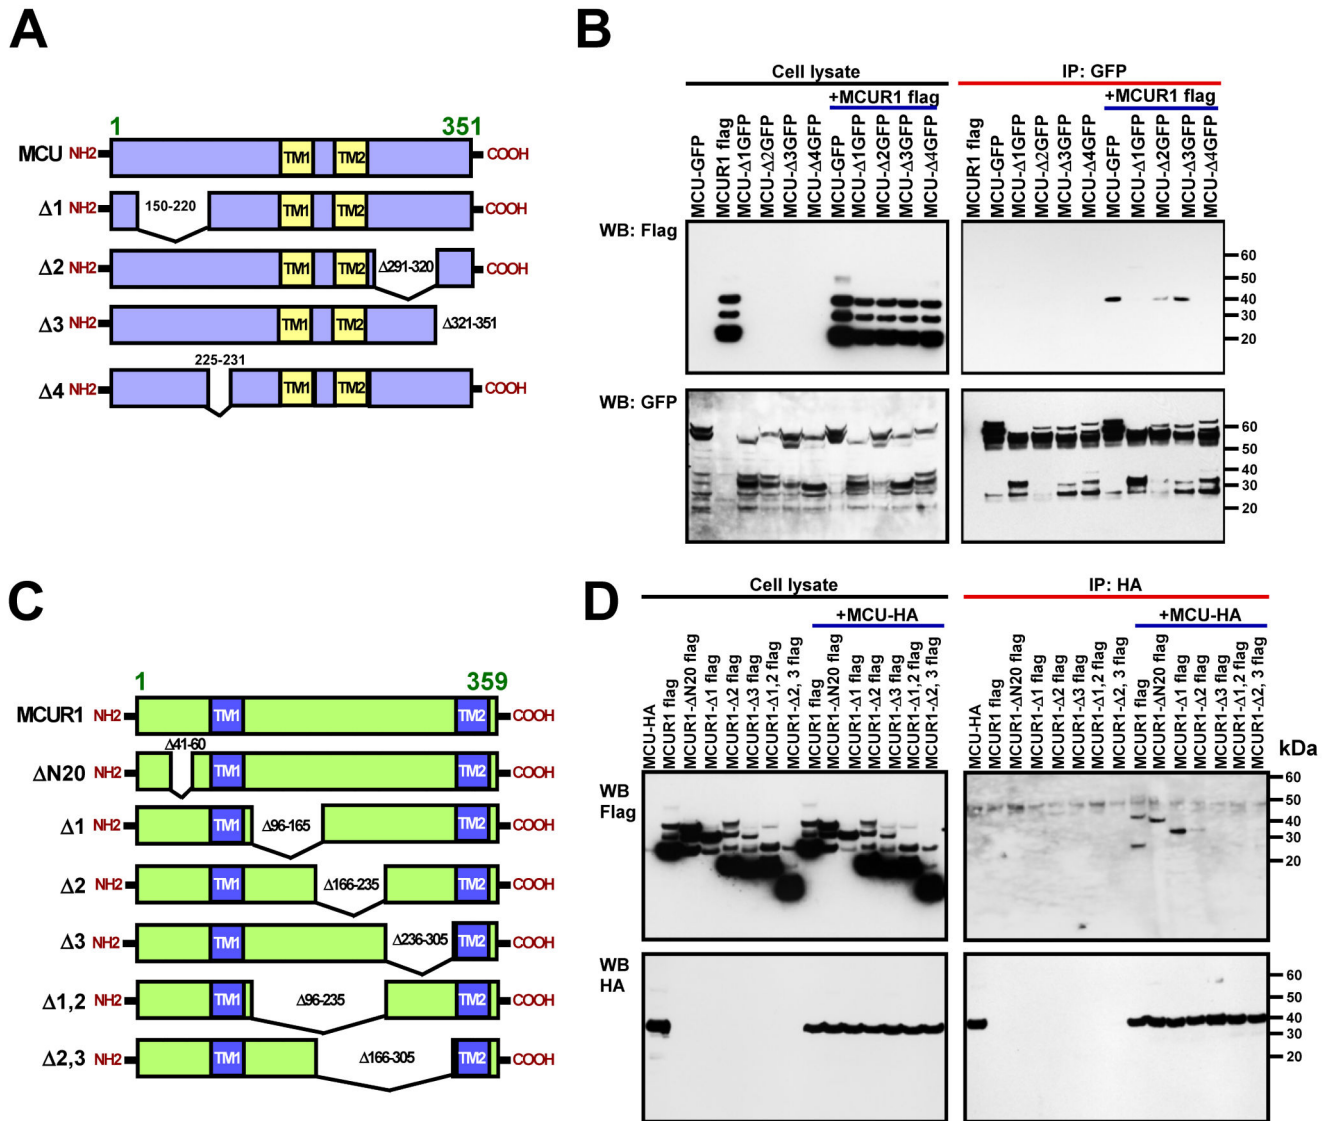 A
1 351
MCU NH2 TM1 TM2 COOH
Δ1 NH2 150-220 TM1 TM2 COOH
Δ2 NH2 TM1 TM2 Δ291-320 COOH
Δ3 NH2 TM1 TM2 Δ321-351
225-231
Δ4 NH2 TM1 TM2 COOH
B
Cell lysate IP: GFP
+MCUR1 flag +MCUR1 flag
MCU-GFP
MCUR1 flag
MCU-Δ1GFP
MCU-Δ2GFP
MCU-Δ3GFP
MCU-Δ4GFP
MCU-GFP
MCU-Δ1GFP
MCU-Δ2GFP
MCU-Δ3GFP
MCU-Δ4GFP
MCUR1 flag
MCU-GFP
MCU-Δ1GFP
MCU-Δ2GFP
MCU-Δ3GFP
MCU-Δ4GFP
MCU-GFP
MCU-Δ1GFP
MCU-Δ2GFP
MCU-Δ3GFP
MCU-Δ4GFP
WB: Flag
60
40
30
20
WB: GFP
60
50
40
30
20
C
1 359
MCUR1 NH2 TM1 TM2 COOH
Δ41-60
ΔN20 NH2 TM1 TM2 COOH
Δ1 NH2 TM1 Δ96-165 TM2 COOH
Δ2 NH2 TM1 Δ166-235 TM2 COOH
Δ3 NH2 TM1 Δ236-305 TM2 COOH
Δ1,2 NH2 TM1 Δ96-235 TM2 COOH
Δ2,3 NH2 TM1 Δ166-305 TM2 COOH
D
Cell lysate IP: HA
+MCU-HA +MCU-HA
MCU-HA
MCUR1 flag
MCUR1-ΔN20 flag
MCUR1-Δ1 flag
MCUR1-Δ2 flag
MCUR1-Δ3 flag
MCUR1-Δ1,2 flag
MCUR1-Δ2, 3 flag
MCUR1 flag
MCUR1-ΔN20 flag
MCUR1-Δ1 flag
MCUR1-Δ2 flag
MCUR1-Δ3 flag
MCUR1-Δ1,2 flag
MCUR1-Δ2, 3 flag
MCU-HA
MCUR1 flag
MCUR1-ΔN20 flag
MCUR1-Δ1 flag
MCUR1-Δ2 flag
MCUR1-Δ3 flag
MCUR1-Δ1,2 flag
MCUR1-Δ2, 3 flag
MCUR1 flag
MCUR1-ΔN20 flag
MCUR1-Δ1 flag
MCUR1-Δ2 flag
MCUR1-Δ3 flag
MCUR1-Δ1,2 flag
MCUR1-Δ2, 3 flag
kDa
WB
Flag
60
50
40
30
20
WB
HA
60
50
40
30
20